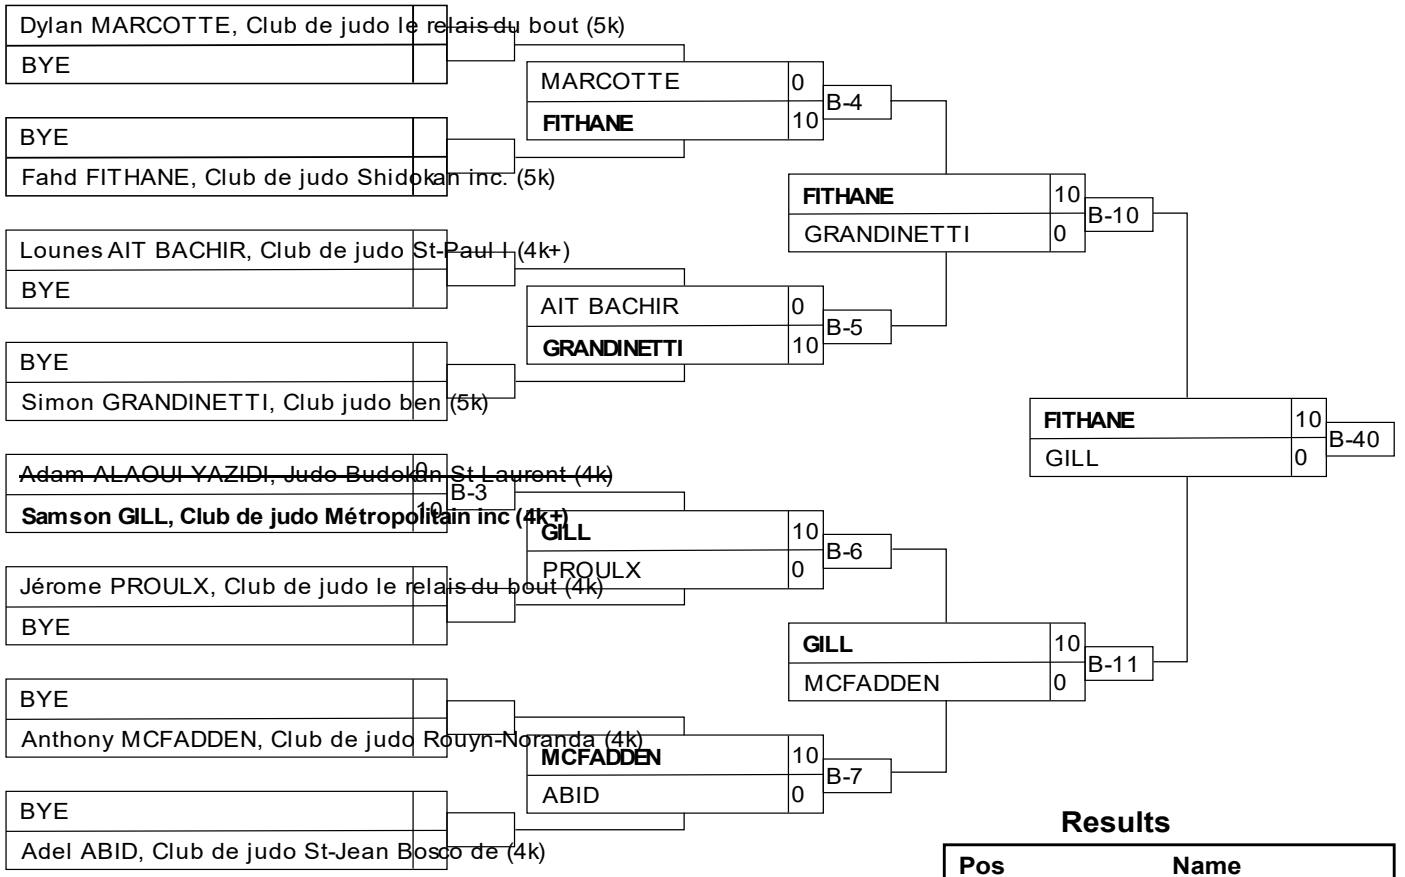 Dylan MARCOTTE, Club de judo le relais du bout (5k)
BYE
BYE
Fahd FITHANE, Club de judo Shidokan inc. (5k)
Lounes AIT BACHIR, Club de judo St-Paul I (4k+)
BYE
BYE
Simon GRANDINETTI, Club judo ben (5k)
Adam ALAOUI YAZIDI, Judo Budokan St Laurent (4k) 0
Samson GILL, Club de judo Métropolitain inc (4k+) 10
B-3
Jérome PROULX, Club de judo le relais du bout (4k)
BYE
BYE
Anthony MCFADDEN, Club de judo Rouyn-Noranda (4k)
BYE
Adel ABID, Club de judo St-Jean Bosco de (4k)
MARCOTTE 0
FITHANE 10
B-4
AIT BACHIR 0
GRANDINETTI 10
B-5
GILL 10
PROULX 0
B-6
MCFADDEN 10
ABID 0
B-7
FITHANE 10
GRANDINETTI 0
B-10
GILL 10
MCFADDEN 0
B-11
FITHANE 10
GILL 0
B-40
Results
Pos Name